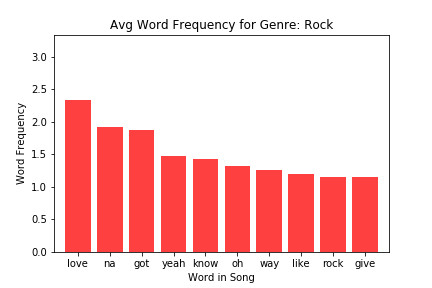 Avg Word Frequency for Genre: Rock
Word Frequency
3.0
2.5
2.0
1.5
1.0
0.5
0.0
love na got yeah know oh way like rock give
Word in Song